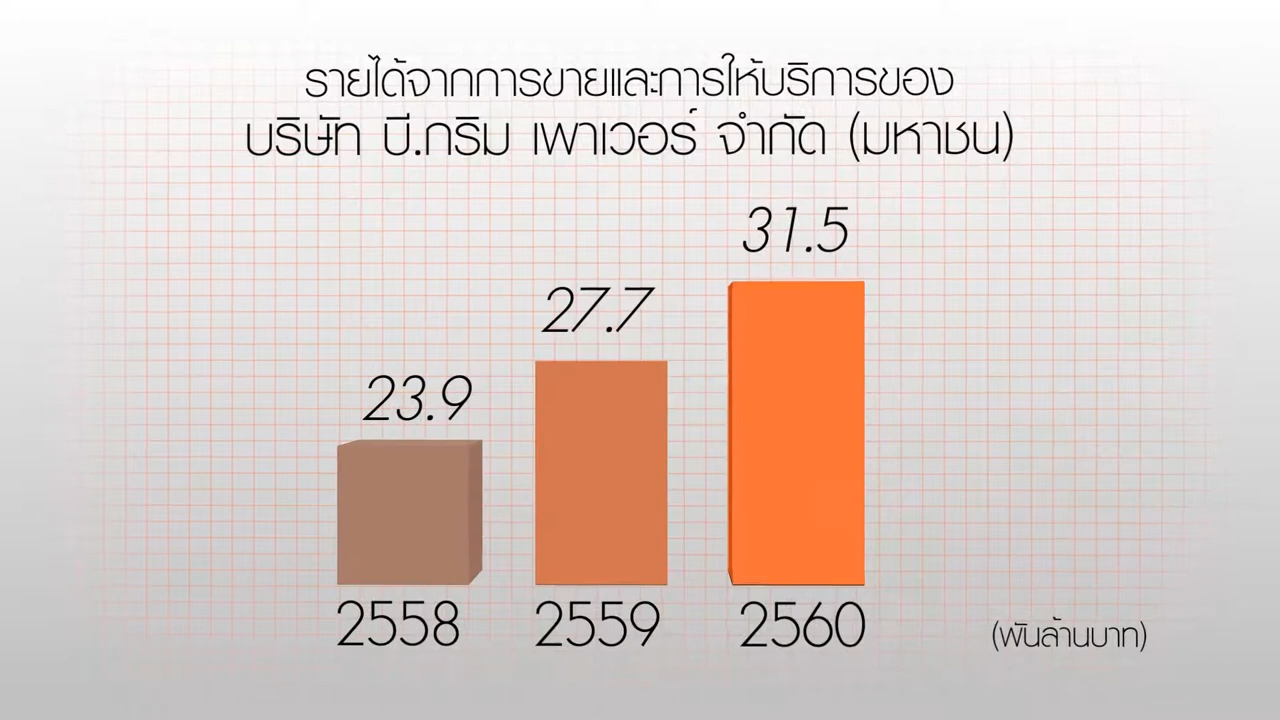 รายได้จากการขายและการให้บริการของ
บริษัท บี.กริม เพาเวอร์ จำกัด (มหาชน)
31.5
27.7
23.9
2558 2559 2560
(พันล้านบาท)